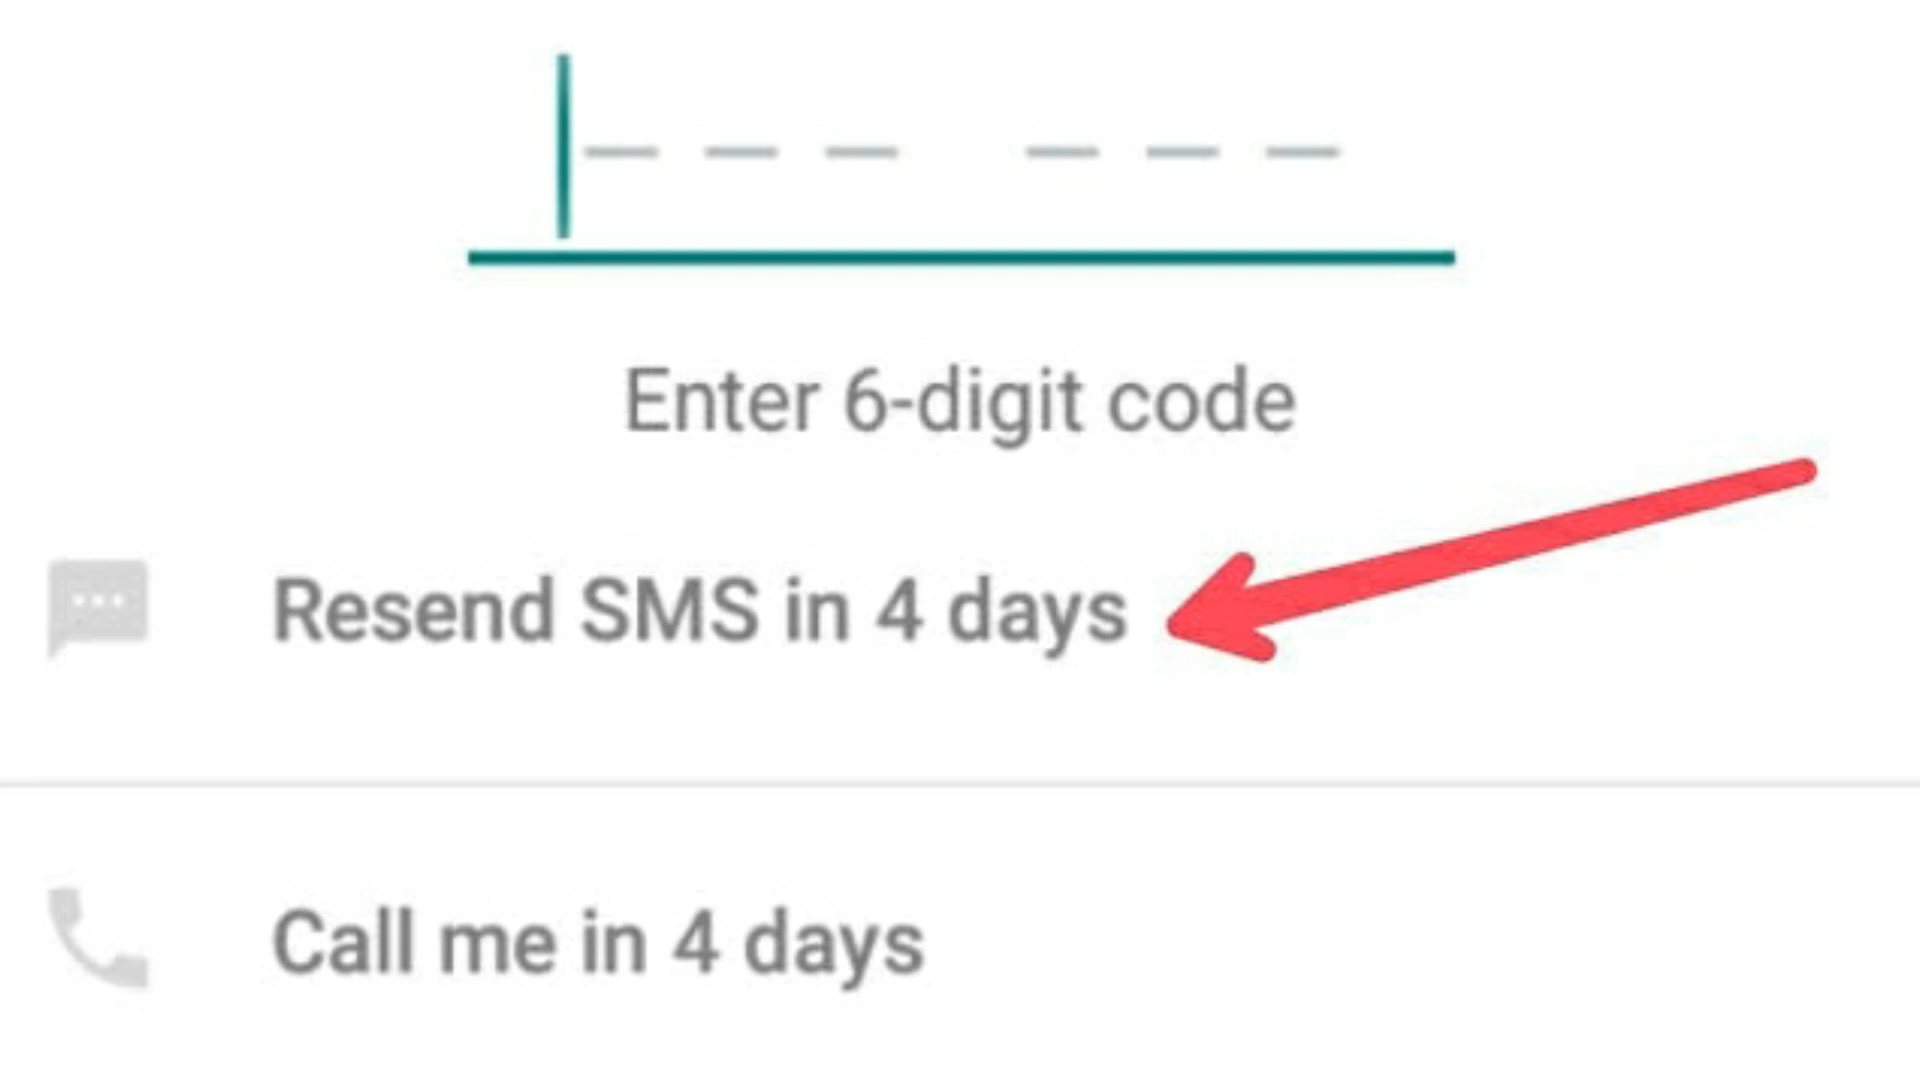 Enter 6-digit code
Resend SMS in 4 days
Call me in 4 days